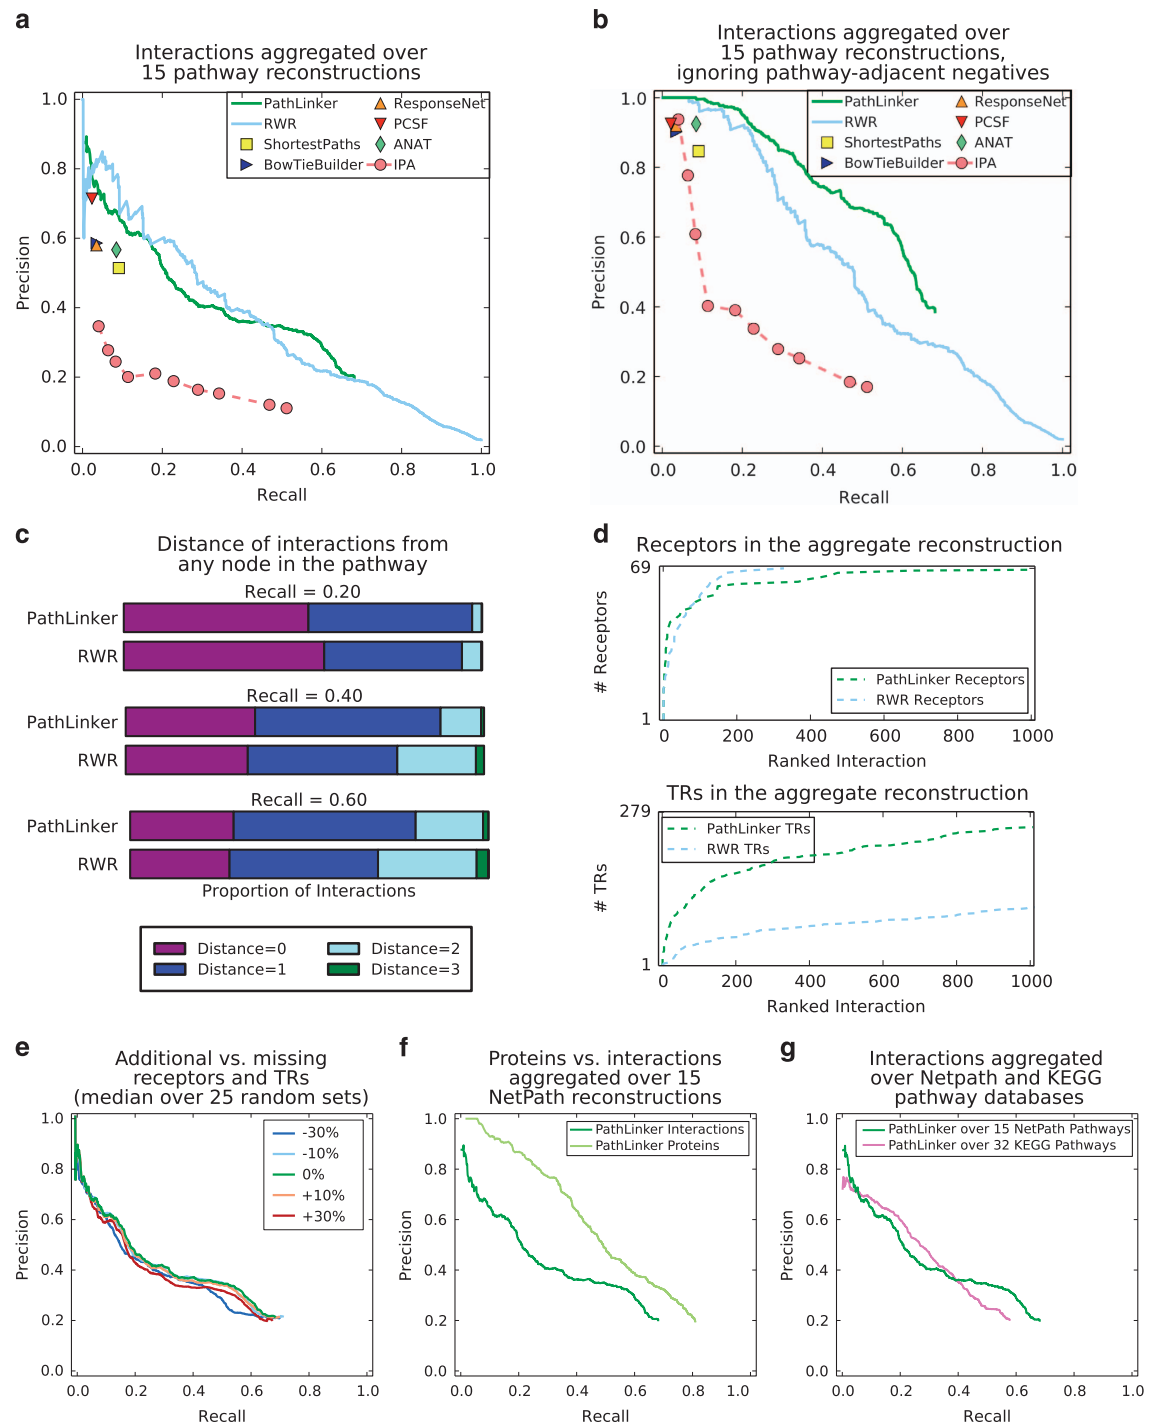 a
Interactions aggregated over
15 pathway reconstructions
PathLinker
RWR
ShortestPaths
BowTieBuilder
ResponseNet
PCSF
ANAT
IPA
1.0
0.8
0.6
0.4
0.2
0.0
Precision
0.0 0.2 0.4 0.6 0.8 1.0
Recall
b
Interactions aggregated over
15 pathway reconstructions,
ignoring pathway-adjacent negatives
PathLinker
RWR
ShortestPaths
BowTieBuilder
ResponseNet
PCSF
ANAT
IPA
1.0
0.8
0.6
0.4
0.2
0.0
Precision
0.0 0.2 0.4 0.6 0.8 1.0
Recall
c
Distance of interactions from
any node in the pathway
Recall = 0.20
PathLinker
RWR
Recall = 0.40
PathLinker
RWR
Recall = 0.60
PathLinker
RWR
Proportion of Interactions
Distance=0
Distance=2
Distance=1
Distance=3
d
Receptors in the aggregate reconstruction
69
# Receptors
1
PathLinker Receptors
RWR Receptors
0 200 400 600 800 1000
Ranked Interaction
TRs in the aggregate reconstruction
279
# TRs
1
PathLinker TRs
RWR TRs
0 200 400 600 800 1000
Ranked Interaction
e
Additional vs. missing
receptors and TRs
(median over 25 random sets)
-30%
-10%
0%
+10%
+30%
1.0
0.8
0.6
0.4
0.2
0.0
Precision
0.0 0.2 0.4 0.6 0.8 1.0
Recall
f
Proteins vs. interactions
aggregated over 15
NetPath reconstructions
PathLinker Interactions
PathLinker Proteins
1.0
0.8
0.6
0.4
0.2
0.0
Precision
0.0 0.2 0.4 0.6 0.8 1.0
Recall
g
Interactions aggregated
over Netpath and KEGG
pathway databases
PathLinker over 15 NetPath Pathways
PathLinker over 32 KEGG Pathways
1.0
0.8
0.6
0.4
0.2
0.0
Precision
0.0 0.2 0.4 0.6 0.8 1.0
Recall